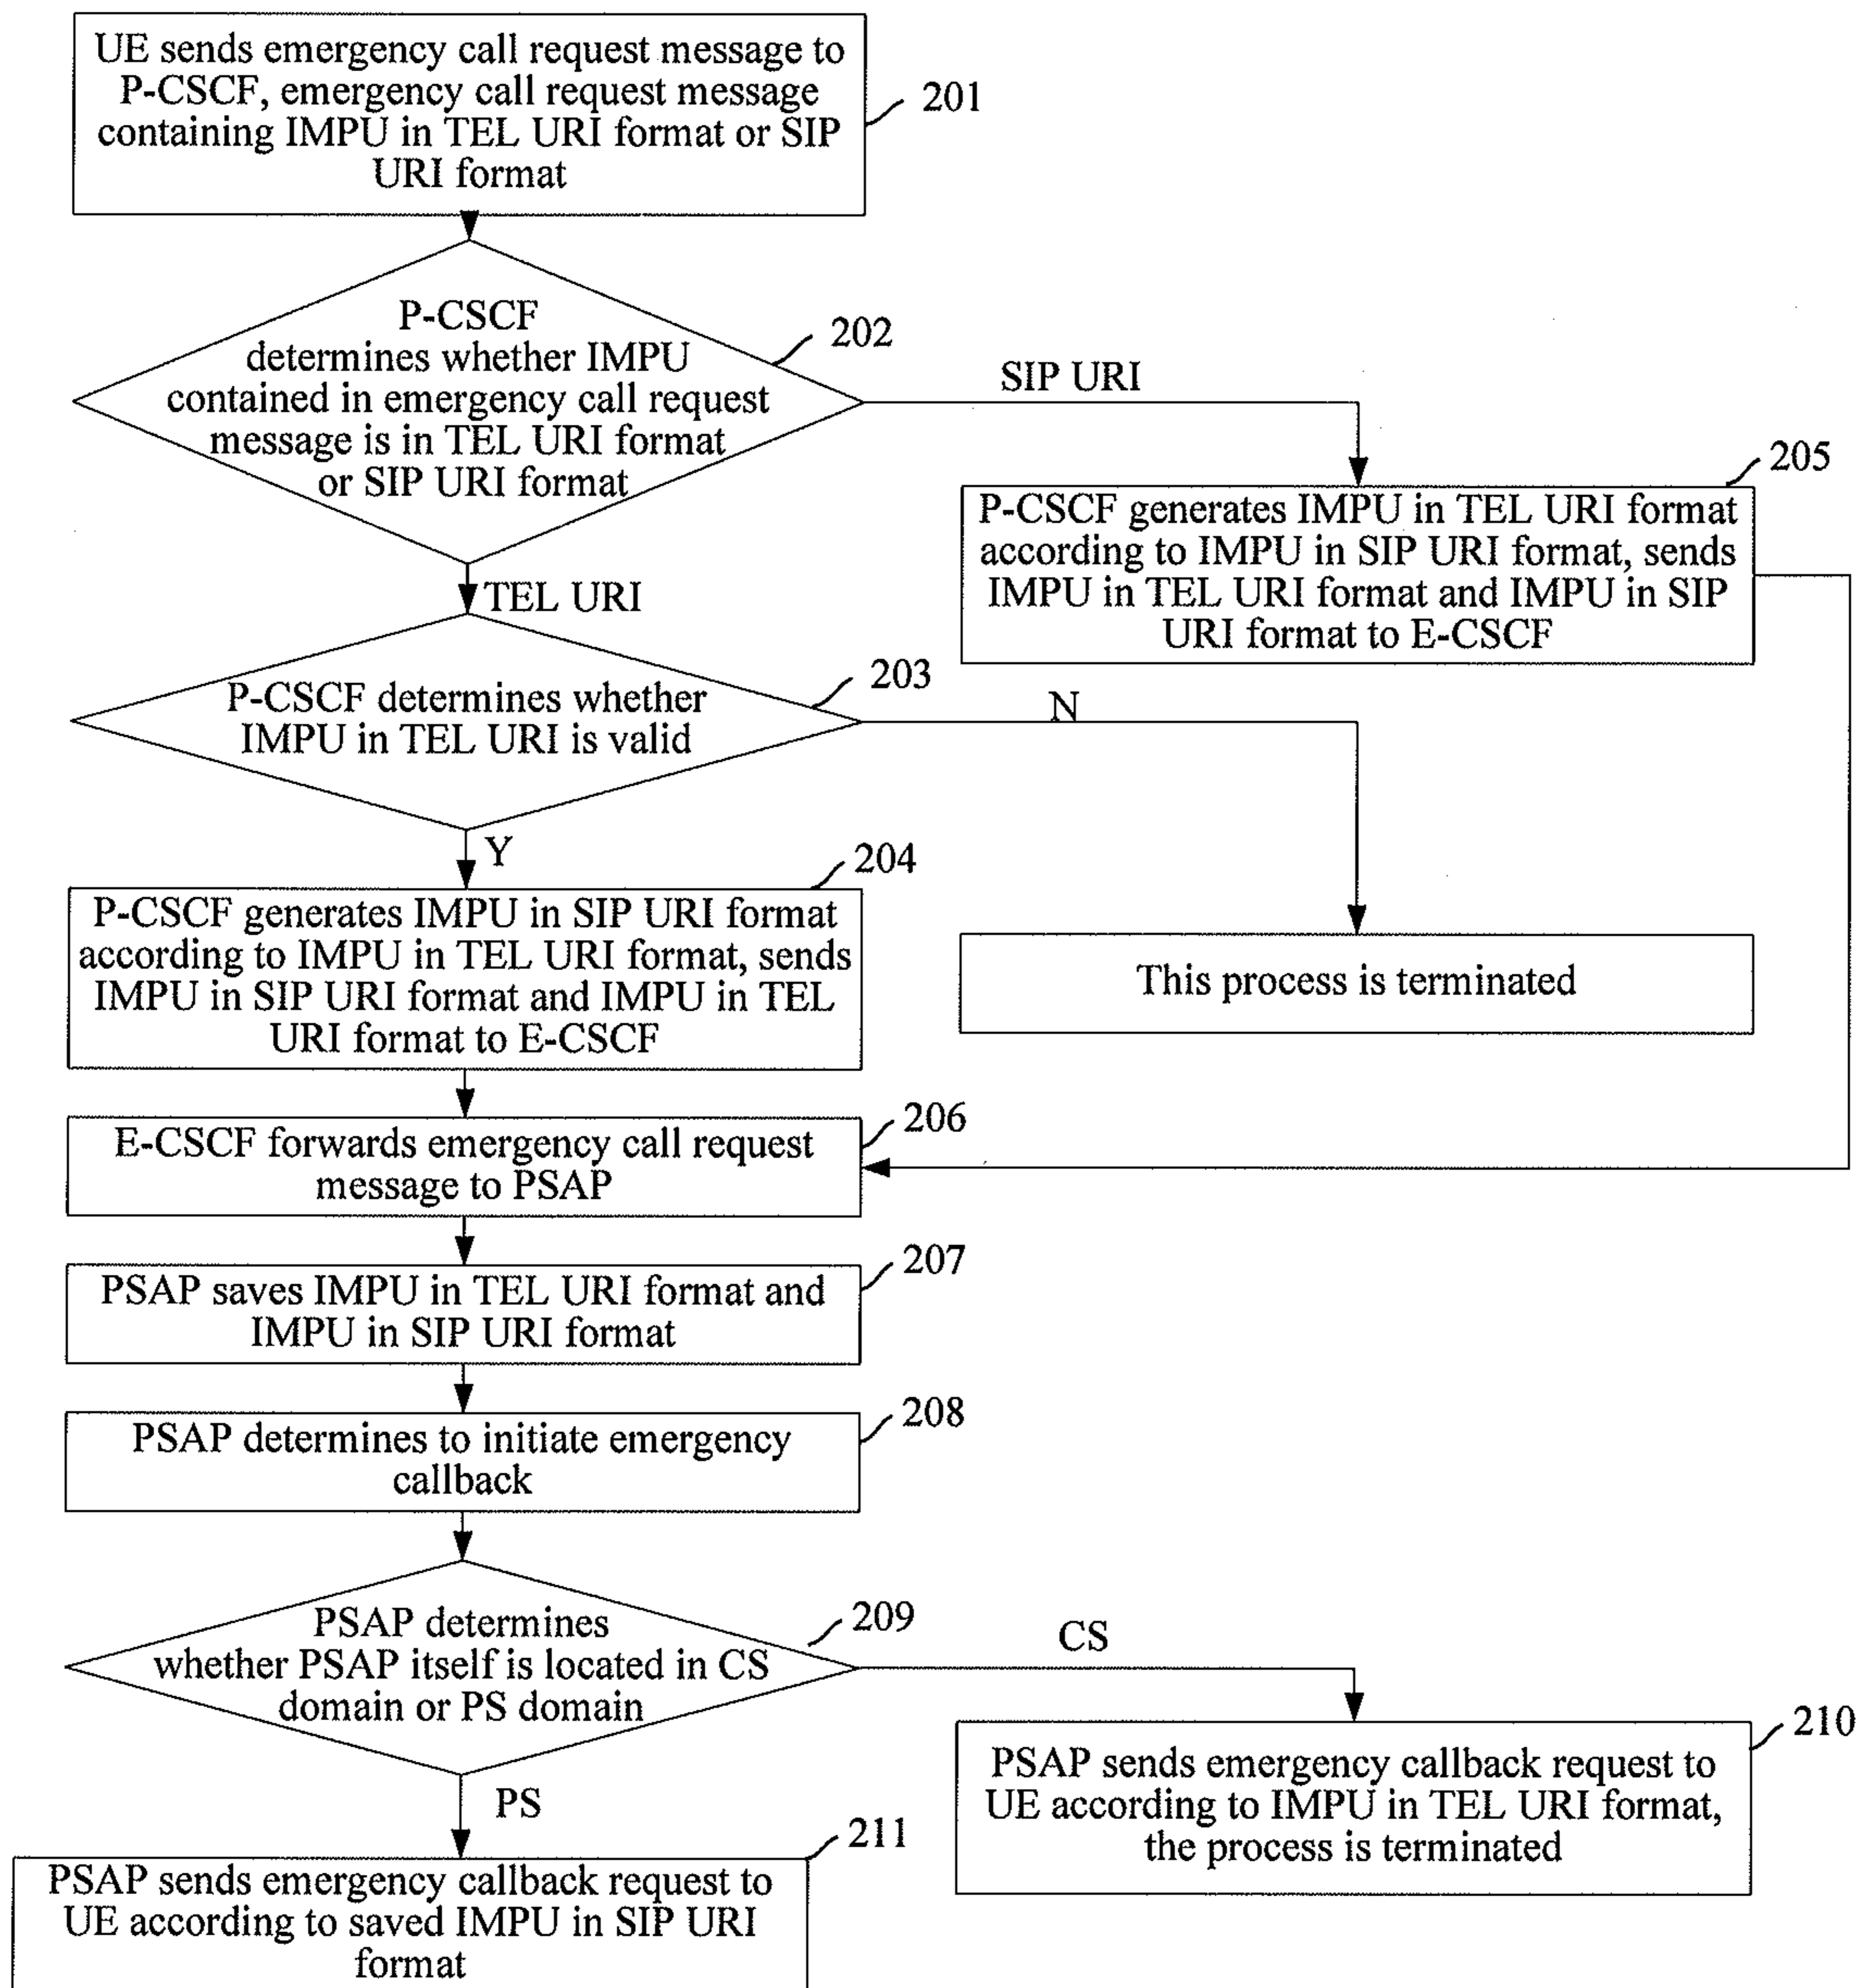 UE sends emergency call request message to
P-CSCF, emergency call request message
containing IMPU in TEL URI format or SIP
URI format
201
P-CSCF
determines whether IMPU
contained in emergency call request
message is in TEL URI format
or SIP URI format
202
SIP URI
205
P-CSCF generates IMPU in TEL URI format
according to IMPU in SIP URI format, sends
IMPU in TEL URI format and IMPU in SIP
URI format to E-CSCF
TEL URI
P-CSCF determines whether
IMPU in TEL URI is valid
203
N
Y
204
P-CSCF generates IMPU in SIP URI format
according to IMPU in TEL URI format, sends
IMPU in SIP URI format and IMPU in TEL
URI format to E-CSCF
This process is terminated
E-CSCF forwards emergency call request
message to PSAP
206
PSAP saves IMPU in TEL URI format and
IMPU in SIP URI format
207
PSAP determines to initiate emergency
callback
208
PSAP determines
whether PSAP itself is located in CS
domain or PS domain
209
CS
210
PSAP sends emergency callback request to
UE according to IMPU in TEL URI format,
the process is terminated
PS
211
PSAP sends emergency callback request to
UE according to saved IMPU in SIP URI
format